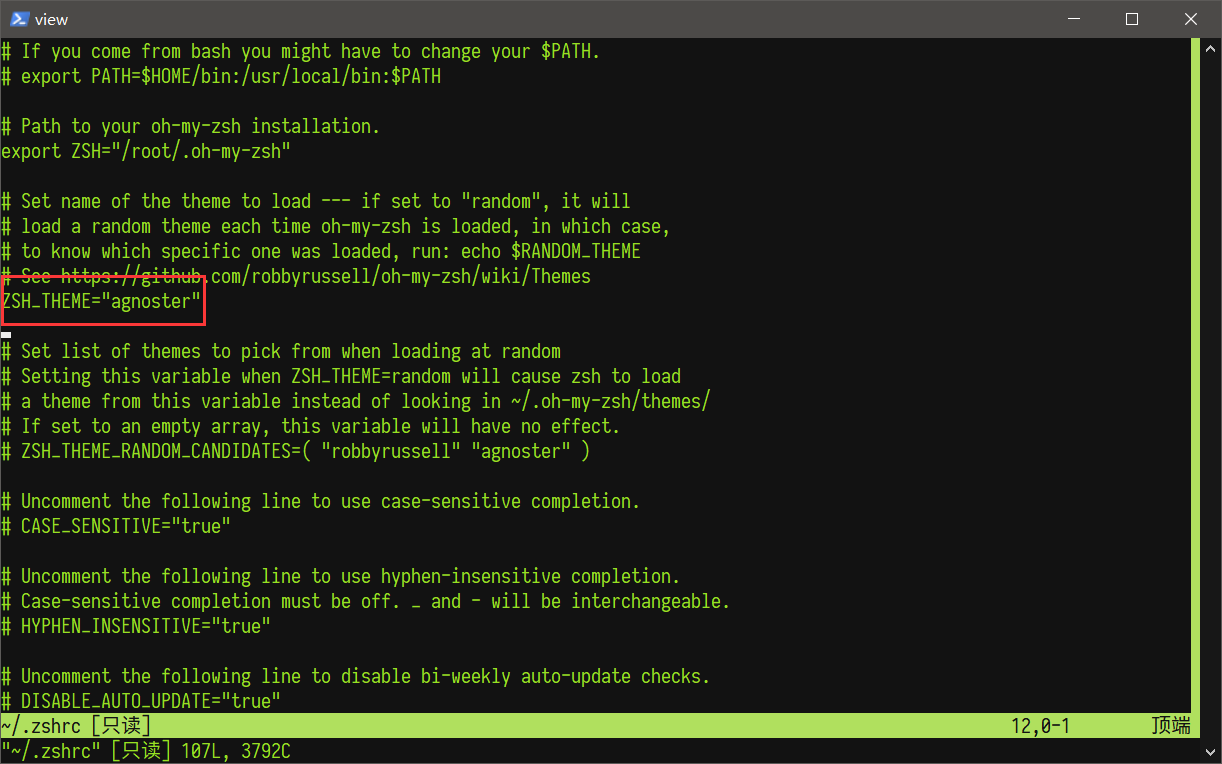 view
# If you come from bash you might have to change your $PATH.
# export PATH=$HOME/bin:/usr/local/bin:$PATH
# Path to your oh-my-zsh installation.
export ZSH="/root/.oh-my-zsh"
# Set name of the theme to load --- if set to "random", it will
# load a random theme each time oh-my-zsh is loaded, in which case,
# to know which specific one was loaded, run: echo $RANDOM_THEME
# See https://github.com/robbyrussell/oh-my-zsh/wiki/Themes
ZSH_THEME="agnoster"
# Set list of themes to pick from when loading at random
# Setting this variable when ZSH_THEME=random will cause zsh to load
# a theme from this variable instead of looking in ~/.oh-my-zsh/themes/
# If set to an empty array, this variable will have no effect.
# ZSH_THEME_RANDOM_CANDIDATES=( "robbyrussell" "agnoster" )
# Uncomment the following line to use case-sensitive completion.
# CASE_SENSITIVE="true"
# Uncomment the following line to use hyphen-insensitive completion.
# Case-sensitive completion must be off. _ and - will be interchangeable.
# HYPHEN_INSENSITIVE="true"
# Uncomment the following line to disable bi-weekly auto-update checks.
# DISABLE_AUTO_UPDATE="true"
~/.zshrc [只读] 12,0-1 顶端
"~/.zshrc" [只读] 107L, 3792C